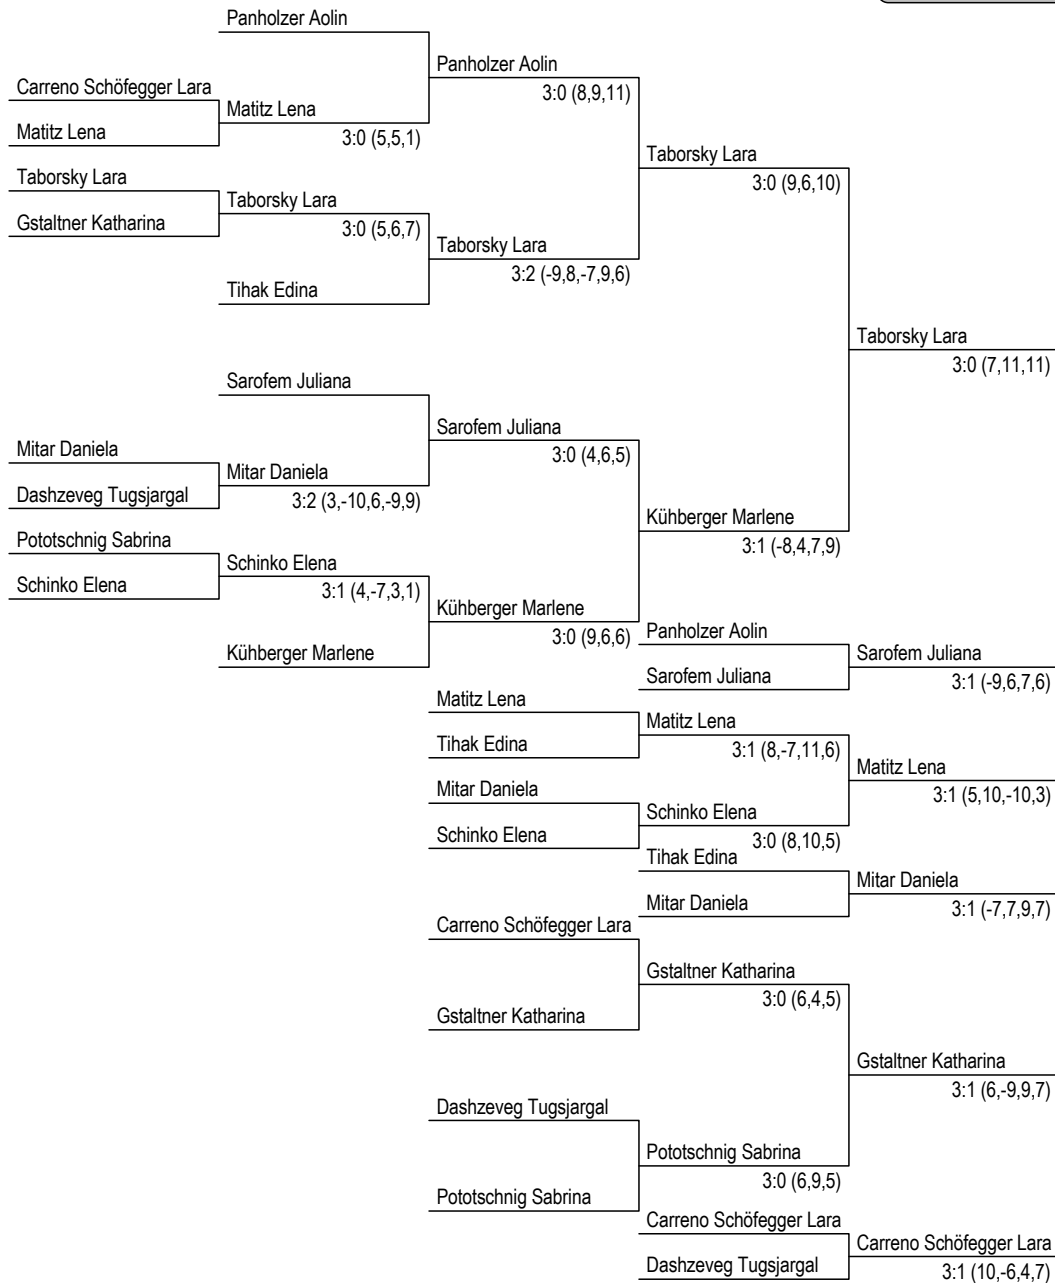 Panholzer Aolin
Panholzer Aolin
Carreno Schöfegger Lara
3:0 (8,9,11)
Matitz Lena
Matitz Lena
3:0 (5,5,1)
Taborsky Lara
Taborsky Lara
3:0 (9,6,10)
Taborsky Lara
Gstaltner Katharina
3:0 (5,6,7)
Taborsky Lara
3:2 (-9,8,-7,9,6)
Tihak Edina
Taborsky Lara
3:0 (7,11,11)
Sarofem Juliana
Sarofem Juliana
Mitar Daniela
3:0 (4,6,5)
Mitar Daniela
Dashzeveg Tugsjargal
3:2 (3,-10,6,-9,9)
Kühberger Marlene
Pototschnig Sabrina
3:1 (-8,4,7,9)
Schinko Elena
Schinko Elena
3:1 (4,-7,3,1)
Kühberger Marlene
3:0 (9,6,6)
Panholzer Aolin
Kühberger Marlene
Sarofem Juliana
Sarofem Juliana
3:1 (-9,6,7,6)
Matitz Lena
Matitz Lena
Tihak Edina
3:1 (8,-7,11,6)
Matitz Lena
Mitar Daniela
3:1 (5,10,-10,3)
Schinko Elena
Schinko Elena
3:0 (8,10,5)
Tihak Edina
Mitar Daniela
Mitar Daniela
3:1 (-7,7,9,7)
Carreno Schöfegger Lara
Gstaltner Katharina
3:0 (6,4,5)
Gstaltner Katharina
Gstaltner Katharina
3:1 (6,-9,9,7)
Dashzeveg Tugsjargal
Pototschnig Sabrina
3:0 (6,9,5)
Pototschnig Sabrina
Carreno Schöfegger Lara
Carreno Schöfegger Lara
Dashzeveg Tugsjargal
3:1 (10,-6,4,7)